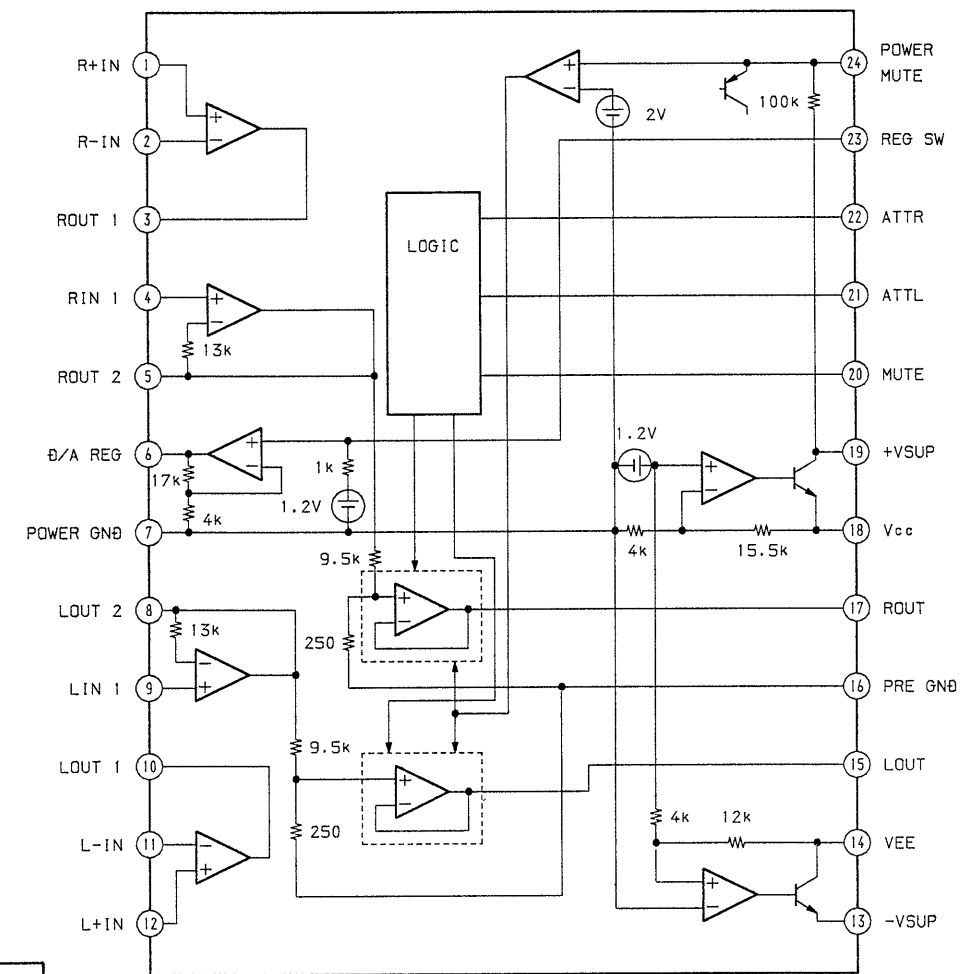 R+IN 1
R-IN 2
ROUT 1 3
RIN 1 4
13k
ROUT 2 5
D/A REG 6
17k
4k
1k
1.2V
POWER GND 7
LOUT 2 8
13k
LIN 1 9
LOUT 1 10
L-IN 11
L+IN 12
LOGIC
9.5k
250
9.5k
250
2V
100k
1.2V
4k
15.5k
4k
12k
24 POWER
MUTE
23 REG SW
22 ATTR
21 ATTL
20 MUTE
19 +VSUP
18 Vcc
17 ROUT
16 PRE GND
15 LOUT
14 VEE
13 -VSUP